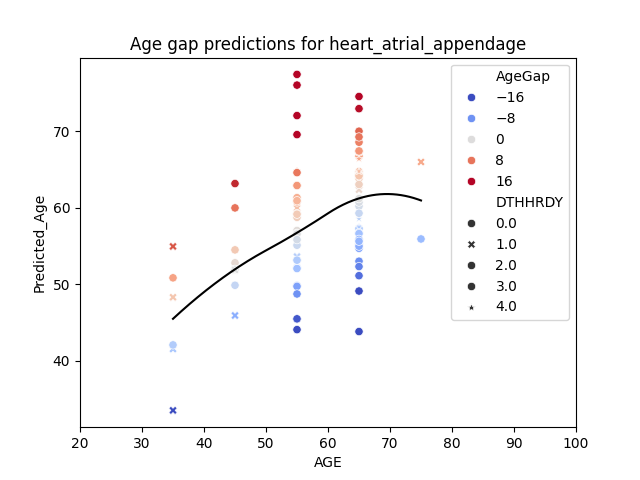 Age gap predictions for heart_atrial_appendage
Predicted_Age
70
60
50
40
20 30 40 50 60 70 80 90 100
AGE
AgeGap
−16
−8
0
8
16
DTHHRDY
0.0
1.0
2.0
3.0
4.0